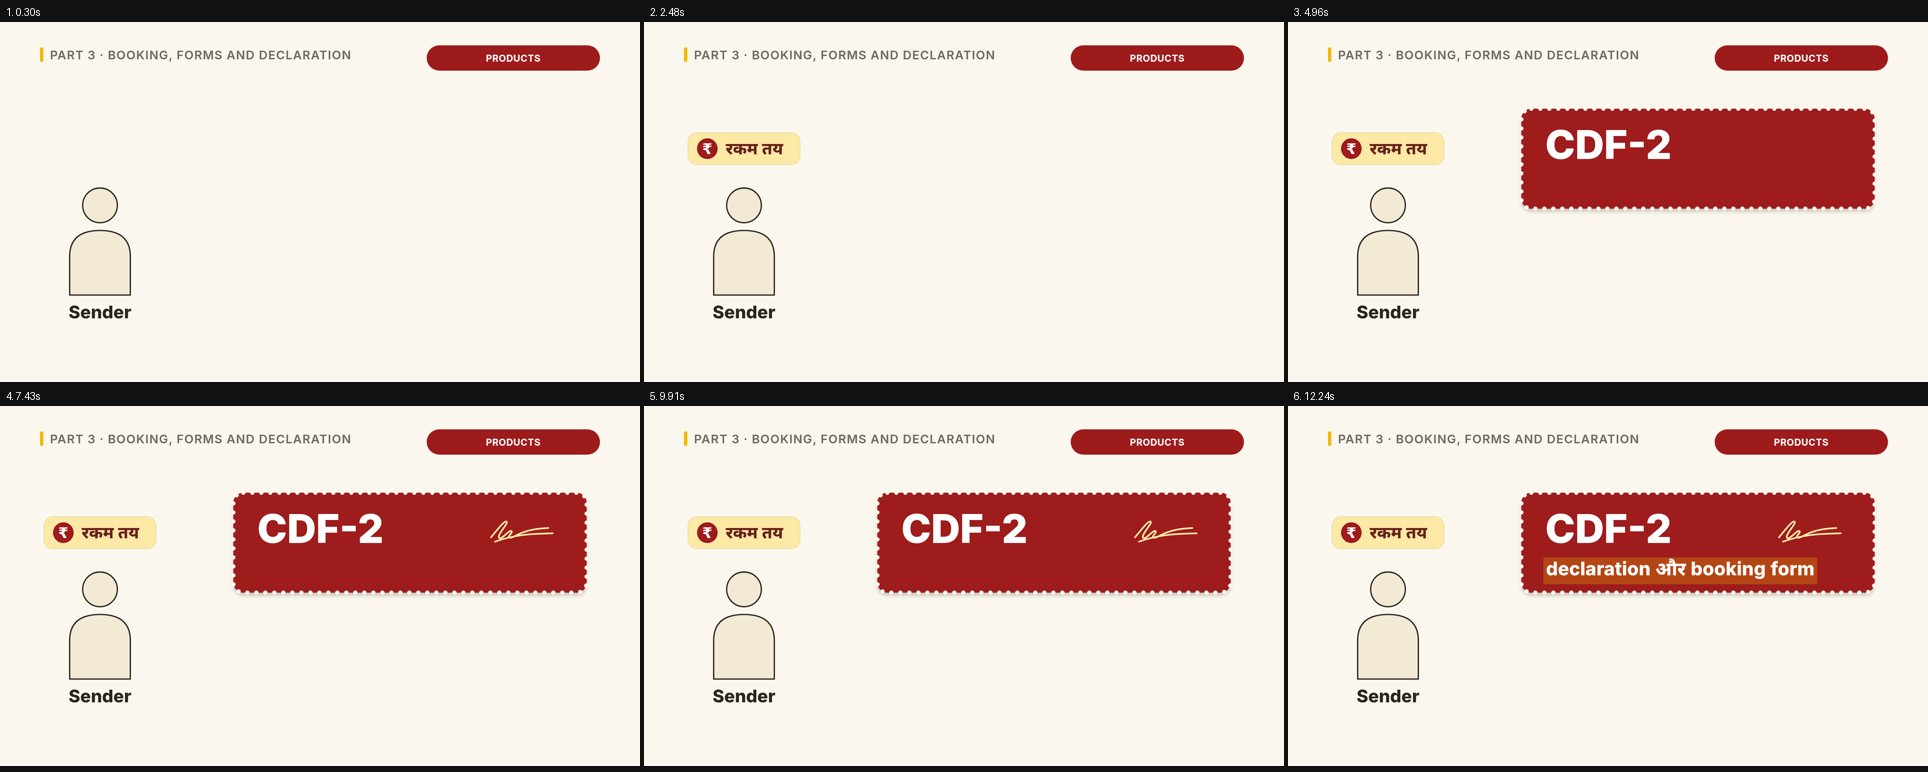 1. 0.30s
PART 3 · BOOKING, FORMS AND DECLARATION
PRODUCTS
Sender
2. 2.48s
PART 3 · BOOKING, FORMS AND DECLARATION
PRODUCTS
₹ रकम तय
Sender
3. 4.96s
PART 3 · BOOKING, FORMS AND DECLARATION
PRODUCTS
₹ रकम तय
CDF-2
Sender
4. 7.43s
PART 3 · BOOKING, FORMS AND DECLARATION
PRODUCTS
₹ रकम तय
CDF-2
Sender
5. 9.91s
PART 3 · BOOKING, FORMS AND DECLARATION
PRODUCTS
₹ रकम तय
CDF-2
Sender
6. 12.24s
PART 3 · BOOKING, FORMS AND DECLARATION
PRODUCTS
₹ रकम तय
CDF-2
declaration और booking form
Sender